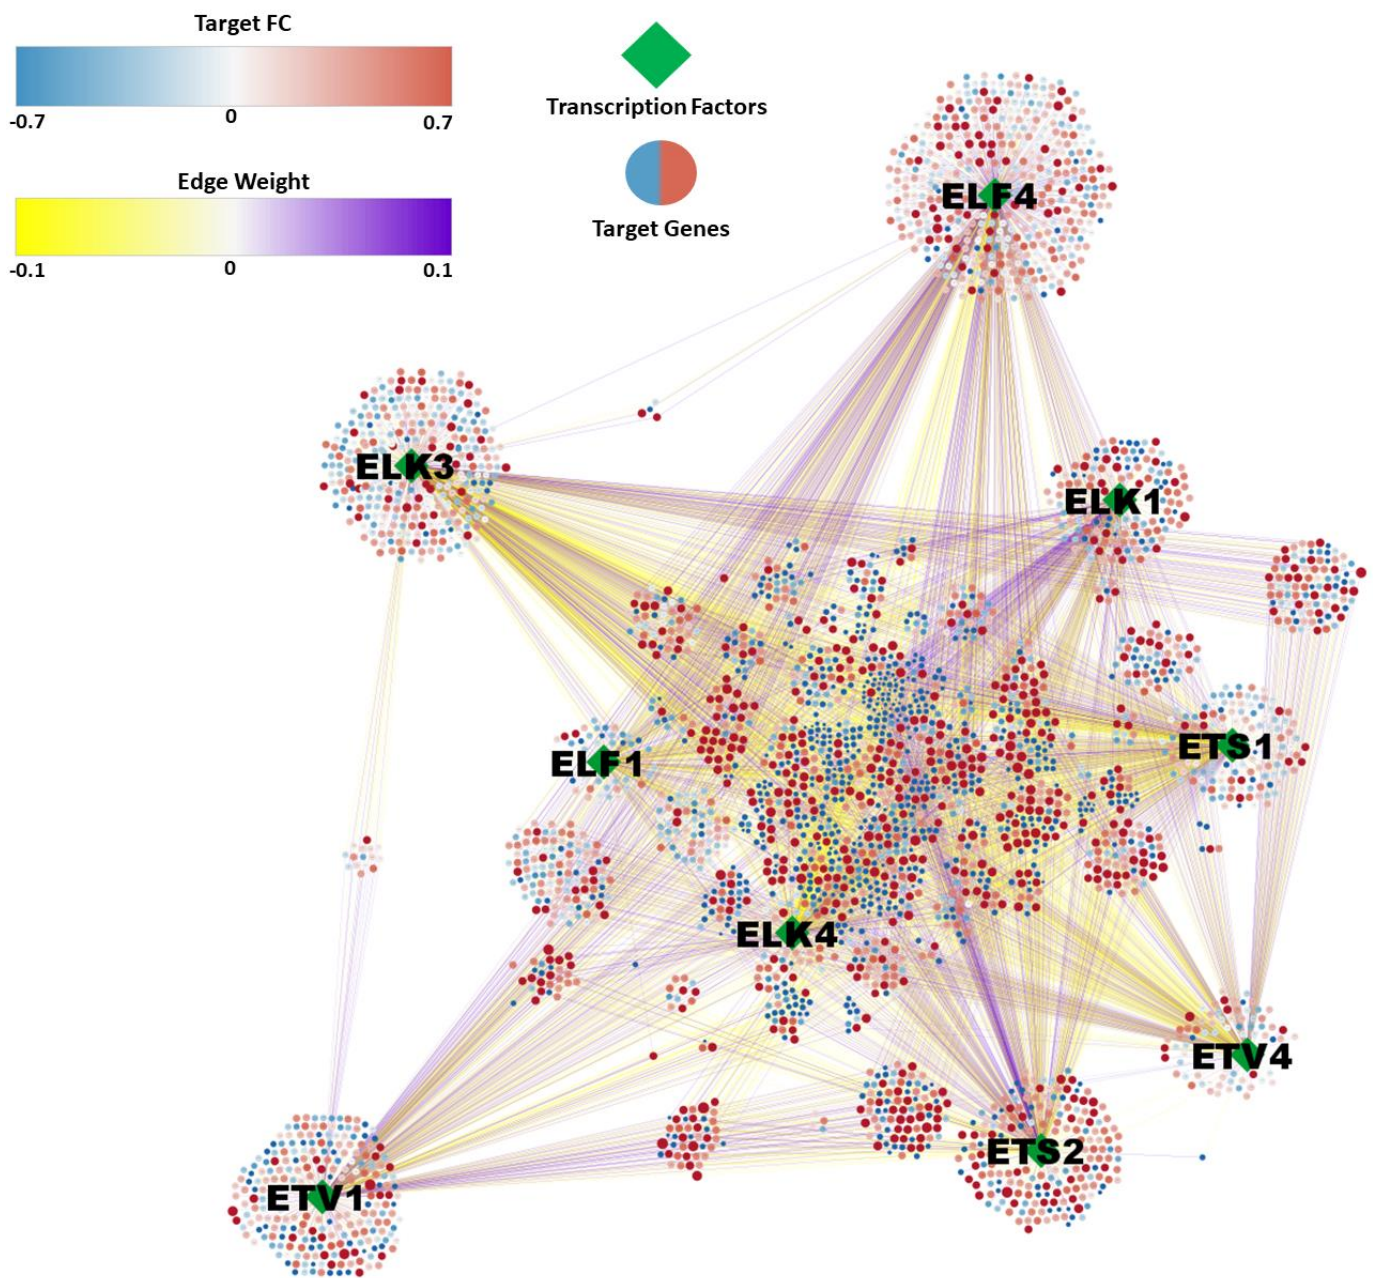 Target FC
-0.7 0 0.7
Edge Weight
-0.1 0 0.1
Transcription Factors
Target Genes
ELF4
ELK3
ELK1
ETS1
ELF1
ELK4
ETV4
ETS2
ETV1